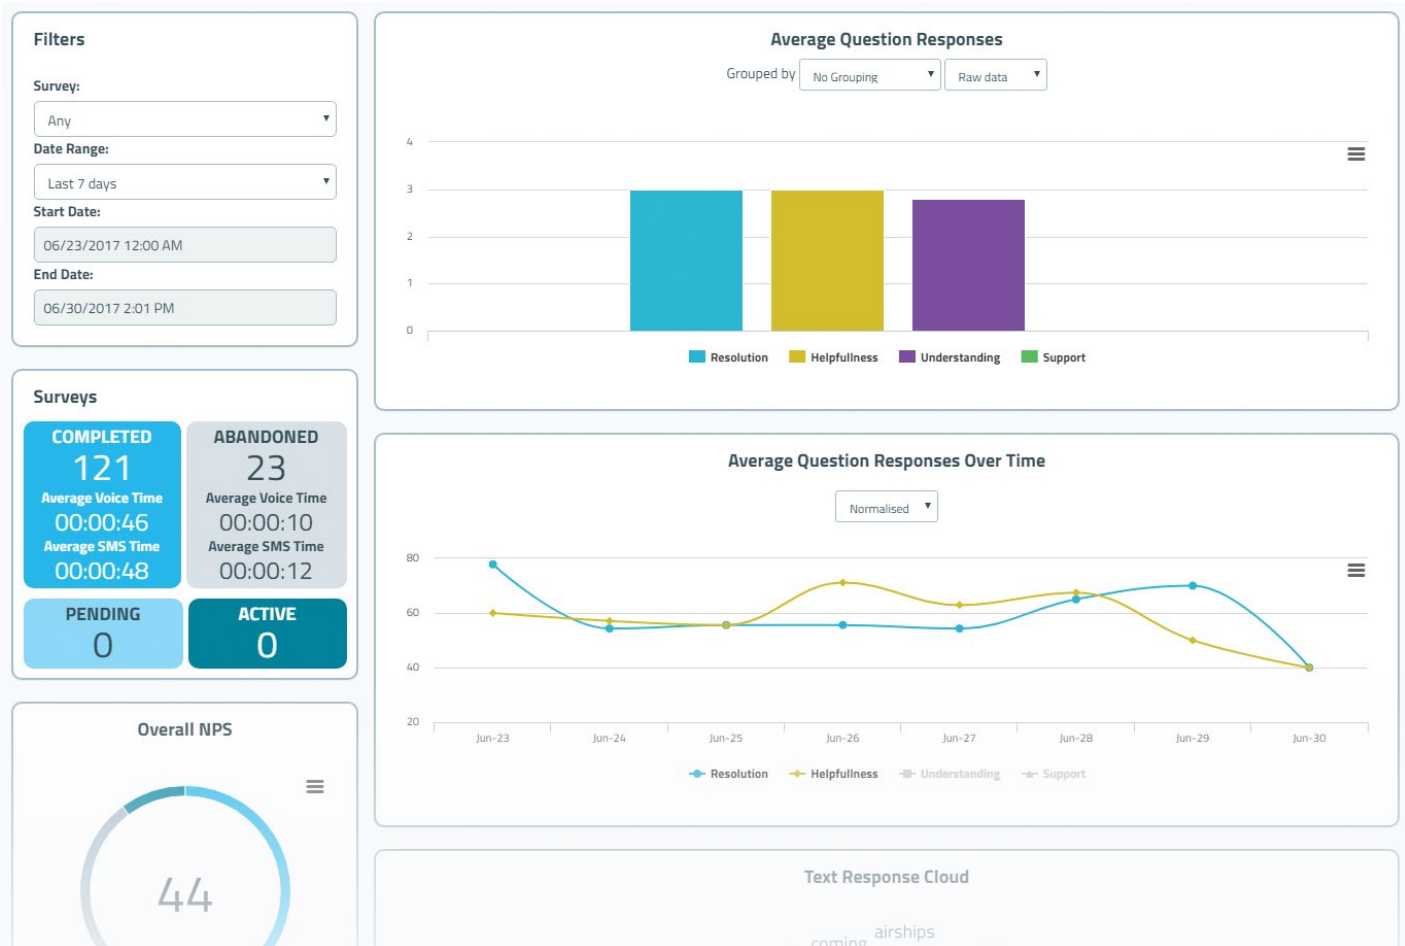 Filters
Survey:
Any
Date Range:
Last 7 days
Start Date:
06/23/2017 12:00 AM
End Date:
06/30/2017 2:01 PM
Surveys
COMPLETED
121
Average Voice Time
00:00:46
Average SMS Time
00:00:48
ABANDONED
23
Average Voice Time
00:00:10
Average SMS Time
00:00:12
PENDING
0
ACTIVE
0
Overall NPS
44
Average Question Responses
Grouped by No Grouping Raw data
4
3
2
1
0
Resolution Helpfullness Understanding Support
Average Question Responses Over Time
Normalised
80
60
40
20
Jun-23 Jun-24 Jun-25 Jun-26 Jun-27 Jun-28 Jun-29 Jun-30
Resolution Helpfullness Understanding Support
Text Response Cloud
airships
coming